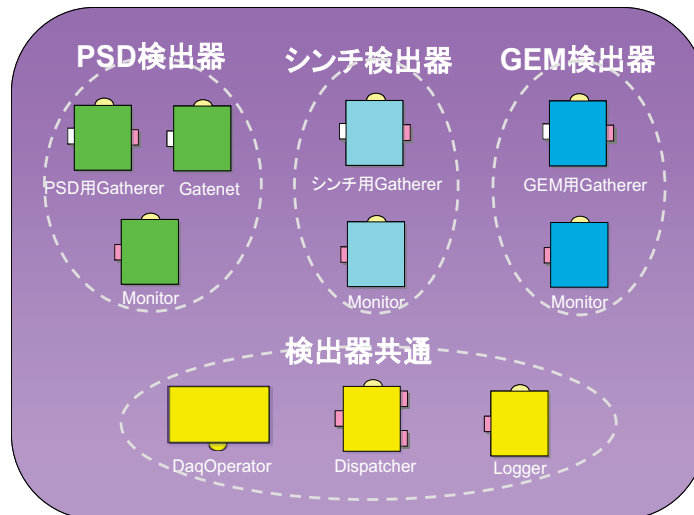 PSD検出器 シンチ検出器 GEM検出器
PSD用Gatherer Gatenet シンチ用Gatherer GEM用Gatherer
Monitor Monitor Monitor
検出器共通
DaqOperator Dispatcher Logger